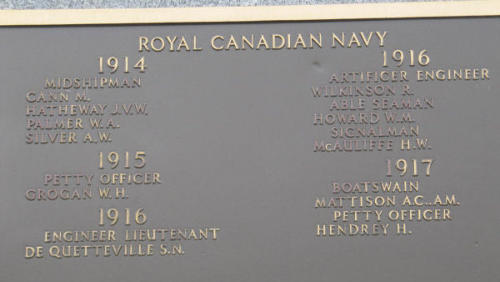 ROYAL CANADIAN NAVY
1914
MIDSHIPMAN
CANN M.
HATHEWAY J.V.W.
PALMER W.A.
SILVER A.W.
1915
PETTY OFFICER
GROGAN W.H.
1916
ENGINEER LIEUTENANT
DE QUETTEVILLE S.N.
1916
ARTIFICER ENGINEER
WILKINSON R.
ABLE SEAMAN
HOWARD W.M.
SIGNALMAN
McAULIFFE H.W.
1917
BOATSWAIN
MATTISON A.C., A.M.
PETTY OFFICER
HENDREY H.